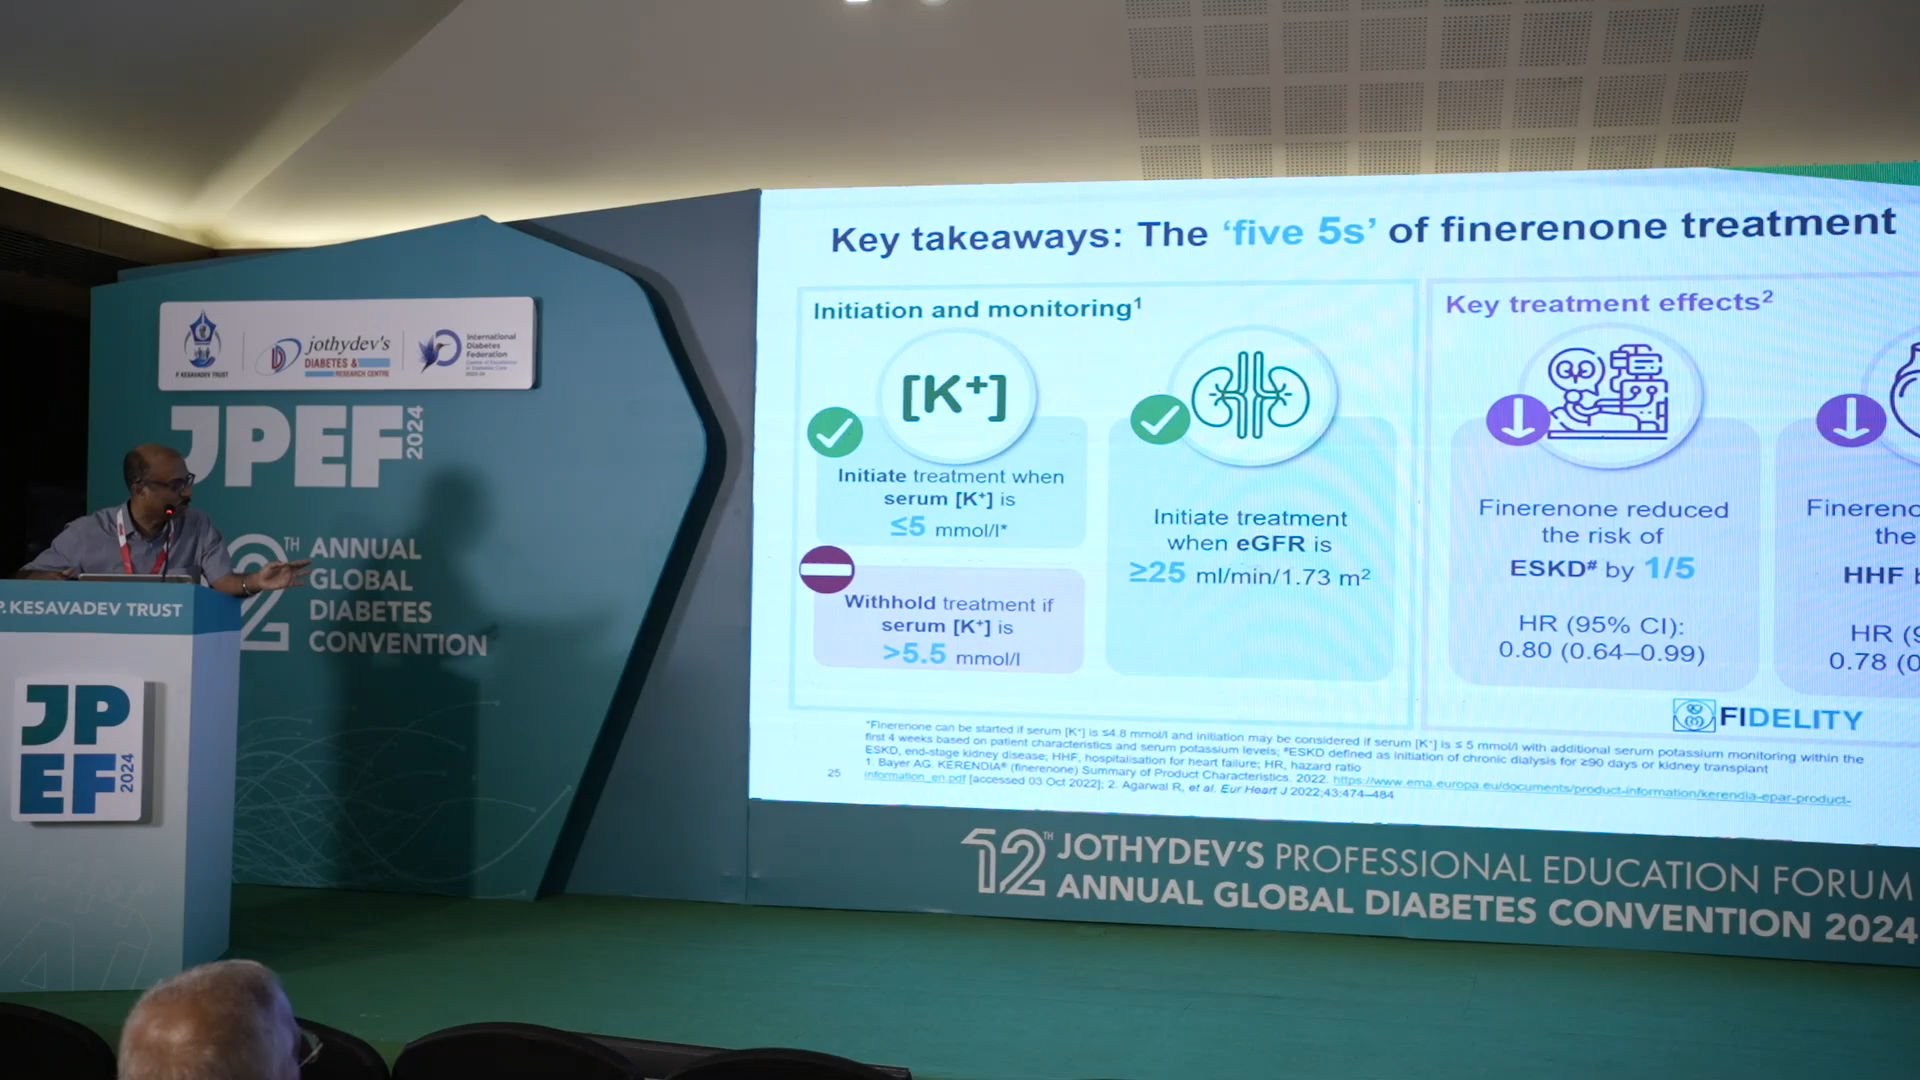 P KESAVADEV TRUST
jothydev's
DIABETES &
RESEARCH CENTRE
International
Diabetes
Federation
Centre of Excellence
in Diabetes Care
JPEF
2024
TH
12
ANNUAL
GLOBAL
DIABETES
CONVENTION
P. KESAVADEV TRUST
JP
EF
2024
Key takeaways: The ‘five 5s’ of finerenone treatment
Initiation and monitoring¹
[K⁺]
Initiate treatment when
serum [K⁺] is
≤5 mmol/l*
Withhold treatment if
serum [K⁺] is
>5.5 mmol/l
Initiate treatment
when eGFR is
≥25 ml/min/1.73 m²
Key treatment effects²
Finerenone reduced
the risk of
ESKD# by 1/5
HR (95% CI):
0.80 (0.64–0.99)
the
HHF
HR
0.78 (0
FIDELITY
*Finerenone can be started if serum [K⁺] is ≤4.8 mmol/l and initiation may be considered if serum [K⁺] is ≤ 5 mmol/l with additional serum potassium monitoring within the
first 4 weeks based on patient characteristics and serum potassium levels; #ESKD defined as initiation of chronic dialysis for ≥90 days or kidney transplant
ESKD, end-stage kidney disease; HHF, hospitalisation for heart failure; HR, hazard ratio
1. Bayer AG. KERENDIA® (finerenone) Summary of Product Characteristics. 2022. https://www.ema.europa.eu/documents/product-information/kerendia-epar-product-
information_en.pdf [accessed 03 Oct 2022]; 2. Agarwal R, et al. Eur Heart J 2022;43:474–484
25
12TH JOTHYDEV'S PROFESSIONAL EDUCATION FORUM
ANNUAL GLOBAL DIABETES CONVENTION 2024